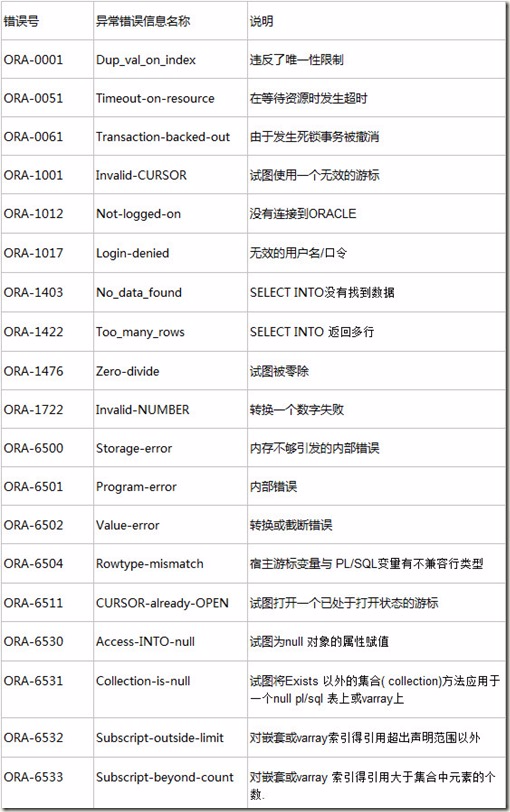 错误号 异常错误信息名称 说明
ORA-0001 Dup_val_on_index 违反了唯一性限制
ORA-0051 Timeout-on-resource 在等待资源时发生超时
ORA-0061 Transaction-backed-out 由于发生死锁事务被撤消
ORA-1001 Invalid-CURSOR 试图使用一个无效的游标
ORA-1012 Not-logged-on 没有连接到ORACLE
ORA-1017 Login-denied 无效的用户名/口令
ORA-1403 No_data_found SELECT INTO没有找到数据
ORA-1422 Too_many_rows SELECT INTO 返回多行
ORA-1476 Zero-divide 试图被零除
ORA-1722 Invalid-NUMBER 转换一个数字失败
ORA-6500 Storage-error 内存不够引发的内部错误
ORA-6501 Program-error 内部错误
ORA-6502 Value-error 转换或截断错误
ORA-6504 Rowtype-mismatch 宿主游标变量与 PL/SQL变量有不兼容行类型
ORA-6511 CURSOR-already-OPEN 试图打开一个已处于打开状态的游标
ORA-6530 Access-INTO-null 试图为null 对象的属性赋值
ORA-6531 Collection-is-null 试图将Exists 以外的集合( collection)方法应用于
一个null pl/sql 表上或varray上
ORA-6532 Subscript-outside-limit 对嵌套或varray索引得引用超出声明范围以外
ORA-6533 Subscript-beyond-count 对嵌套或varray 索引得引用大于集合中元素的个
数.